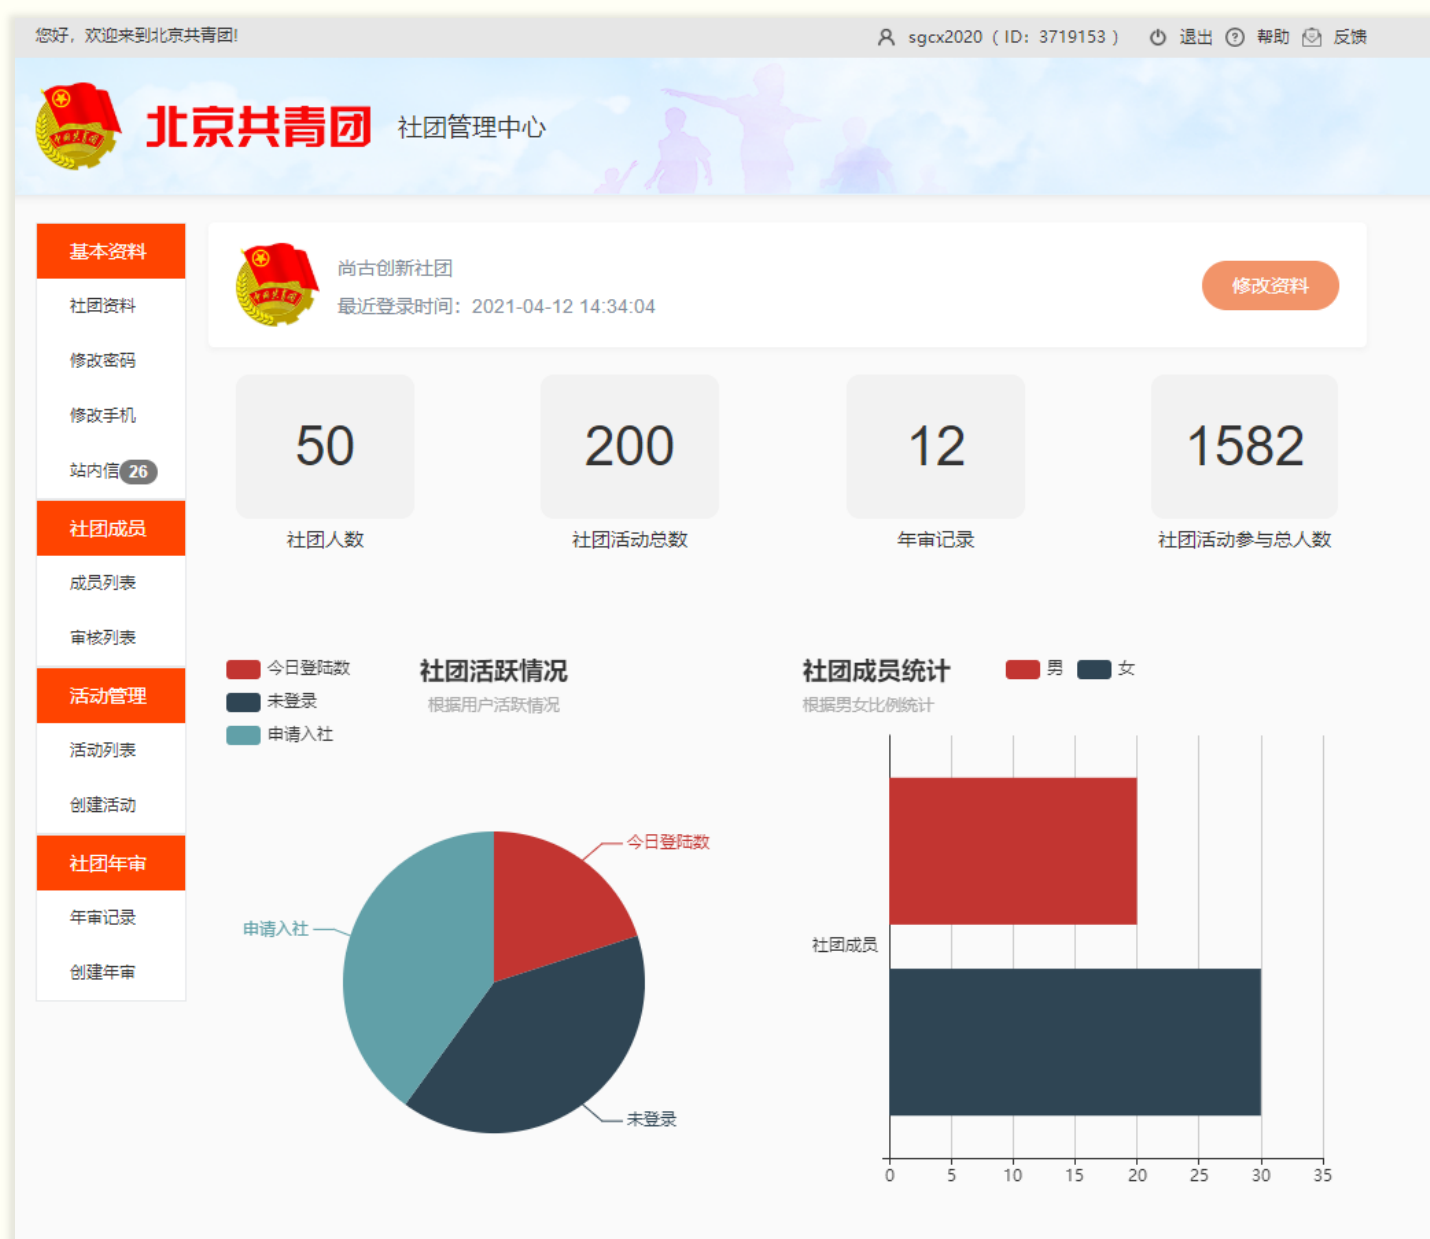 您好，欢迎来到北京共青团!
sgcx2020（ID：3719153） 退出 帮助 反馈
北京共青团 社团管理中心
中国共青团
基本资料
社团资料
修改密码
修改手机
站内信 26
社团成员
成员列表
审核列表
活动管理
活动列表
创建活动
社团年审
年审记录
创建年审
中国共青团
尚古创新社团
最近登录时间：2021-04-12 14:34:04
修改资料
50 200 12 1582
社团人数 社团活动总数 年审记录 社团活动参与总人数
今日登陆数
未登录
申请入社
社团活跃情况
根据用户活跃情况
今日登陆数
申请入社
未登录
社团成员统计
根据男女比例统计
男 女
社团成员
0 5 10 15 20 25 30 35